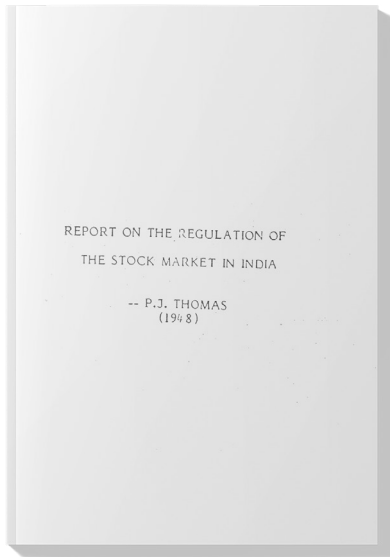 REPORT ON THE REGULATION OF
THE STOCK MARKET IN INDIA
-- P.J. THOMAS
(1948)